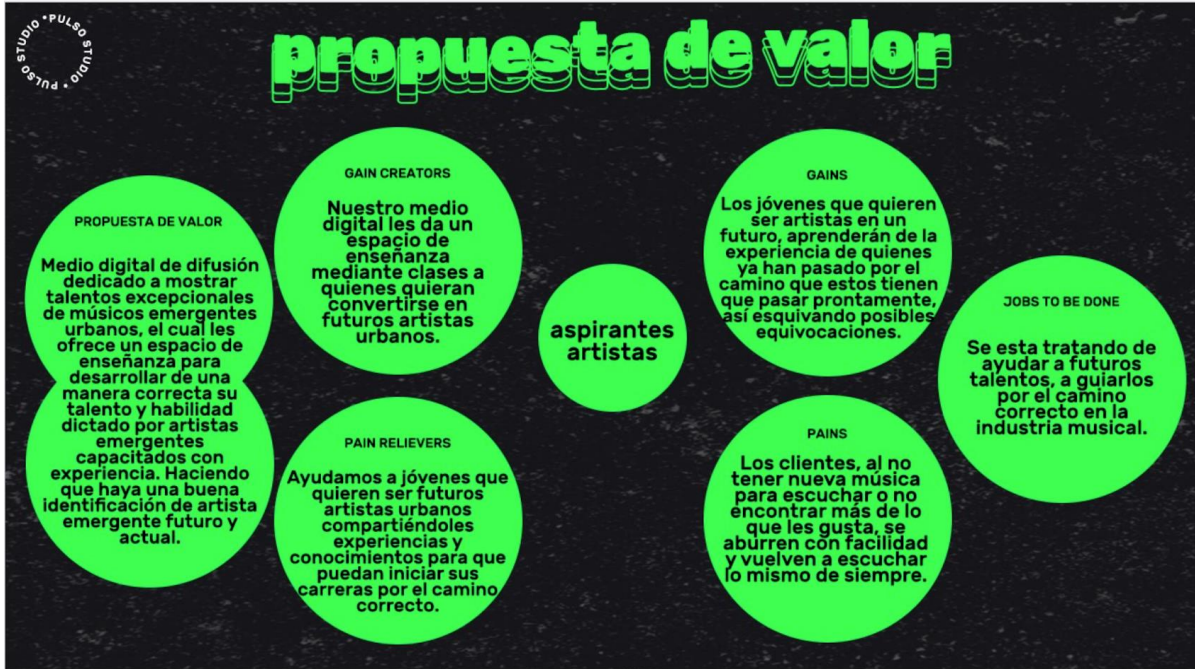 • PULSO STUDIO • PULSO STUDIO
propuesta de valor
PROPUESTA DE VALOR
Medio digital de difusión
dedicado a mostrar
talentos excepcionales
de músicos emergentes
urbanos, el cual les
ofrece un espacio de
enseñanza para
desarrollar de una
manera correcta su
talento y habilidad
dictado por artistas
emergentes
capacitados con
experiencia. Haciendo
que haya una buena
identificación de artista
emergente futuro y
actual.
GAIN CREATORS
Nuestro medio
digital les da un
espacio de
enseñanza
mediante clases a
quienes quieran
convertirse en
futuros artistas
urbanos.
PAIN RELIEVERS
Ayudamos a jóvenes que
quieren ser futuros
artistas urbanos
compartiéndoles
experiencias y
conocimientos para que
puedan iniciar sus
carreras por el camino
correcto.
aspirantes
artistas
GAINS
Los jóvenes que quieren
ser artistas en un
futuro, aprenderán de la
experiencia de quienes
ya han pasado por el
camino que estos tienen
que pasar prontamente,
así esquivando posibles
equivocaciones.
PAINS
Los clientes, al no
tener nueva música
para escuchar o no
encontrar más de lo
que les gusta, se
aburren con facilidad
y vuelven a escuchar
lo mismo de siempre.
JOBS TO BE DONE
Se esta tratando de
ayudar a futuros
talentos, a guiarlos
por el camino
correcto en la
industria musical.